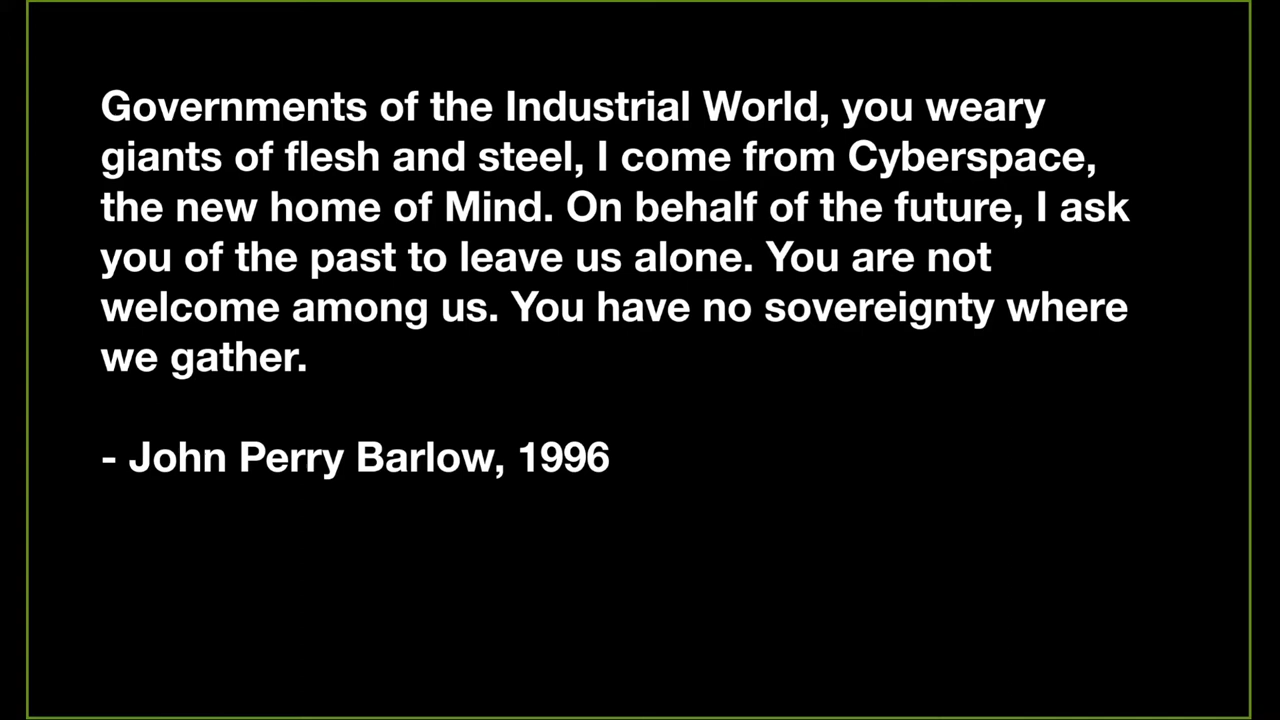 Governments of the Industrial World, you weary
giants of flesh and steel, I come from Cyberspace,
the new home of Mind. On behalf of the future, I ask
you of the past to leave us alone. You are not
welcome among us. You have no sovereignty where
we gather.
- John Perry Barlow, 1996